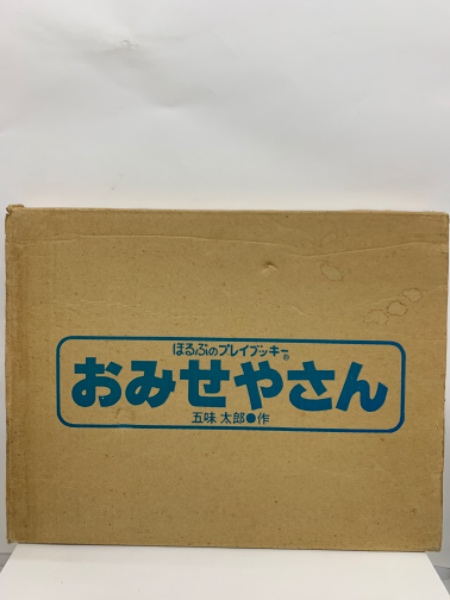 ほるぷのプレイブッキー®
おみせやさん
五味 太郎●作